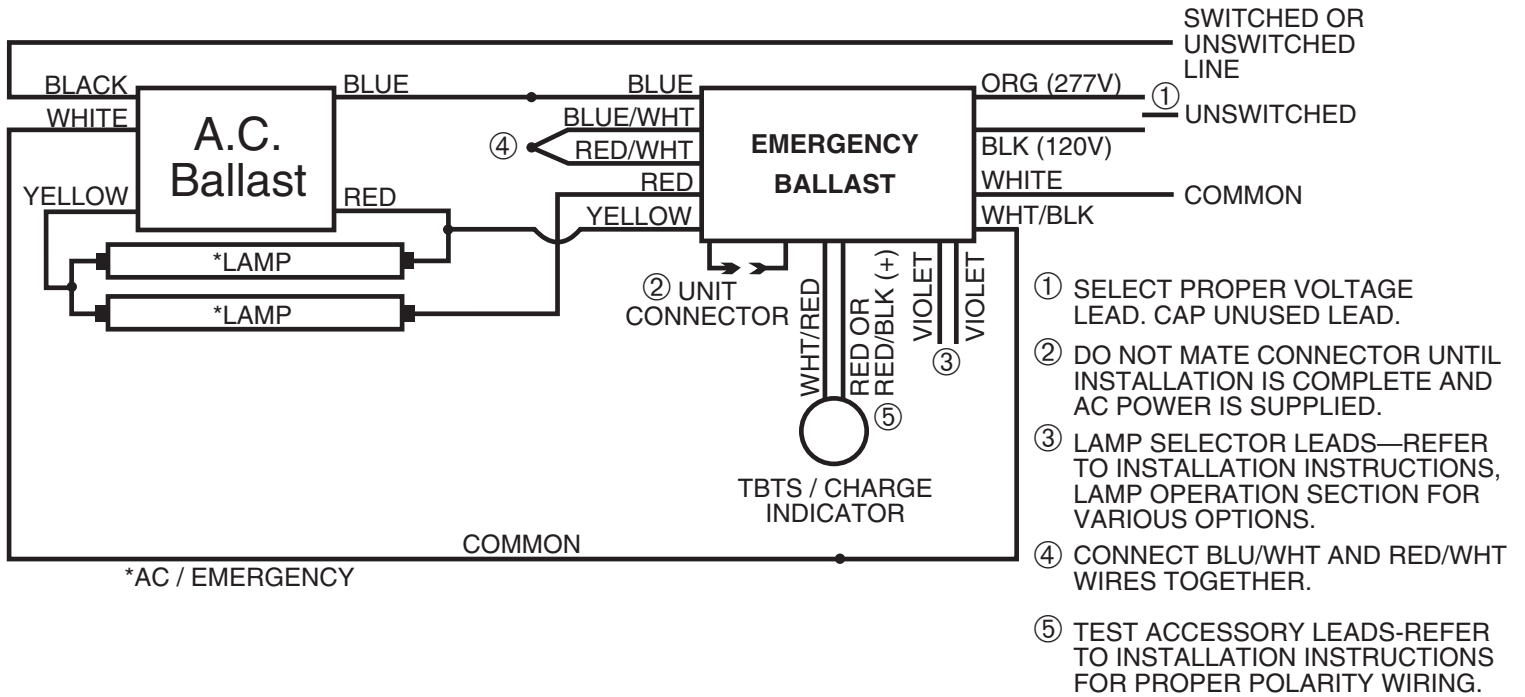 SWITCHED OR
UNSWITCHED
LINE
BLACK
BLUE
BLUE
ORG (277V)
①
UNSWITCHED
WHITE
A.C.
Ballast
BLUE/WHT
④
RED/WHT
EMERGENCY
BALLAST
BLK (120V)
YELLOW
RED
RED
WHITE
COMMON
YELLOW
WHT/BLK
*LAMP
*LAMP
② UNIT
CONNECTOR
WHT/RED
RED OR
RED/BLK (+)
VIOLET
VIOLET
③
⑤
TBTS / CHARGE
INDICATOR
COMMON
*AC / EMERGENCY
① SELECT PROPER VOLTAGE
LEAD. CAP UNUSED LEAD.
② DO NOT MATE CONNECTOR UNTIL
INSTALLATION IS COMPLETE AND
AC POWER IS SUPPLIED.
③ LAMP SELECTOR LEADS—REFER
TO INSTALLATION INSTRUCTIONS,
LAMP OPERATION SECTION FOR
VARIOUS OPTIONS.
④ CONNECT BLU/WHT AND RED/WHT
WIRES TOGETHER.
⑤ TEST ACCESSORY LEADS-REFER
TO INSTALLATION INSTRUCTIONS
FOR PROPER POLARITY WIRING.